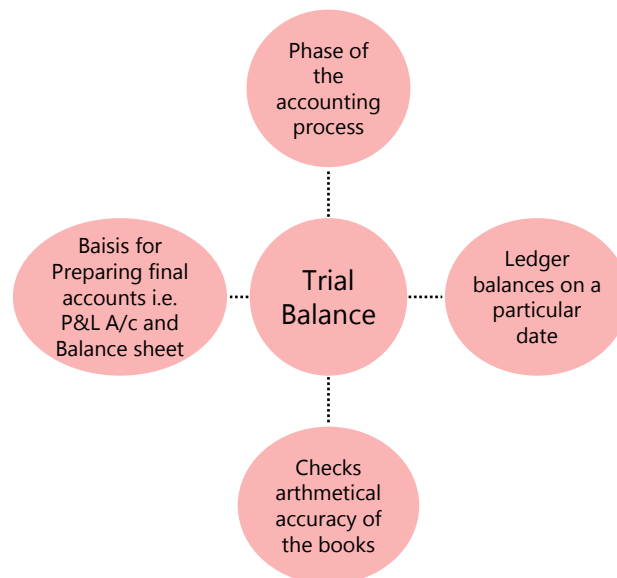 Phase of
the
accounting
process
Baisis for
Preparing final
accounts i.e.
P&L A/c and
Balance sheet
Trial
Balance
Ledger
balances on a
particular
date
Checks
arthmetical
accuracy of
the books